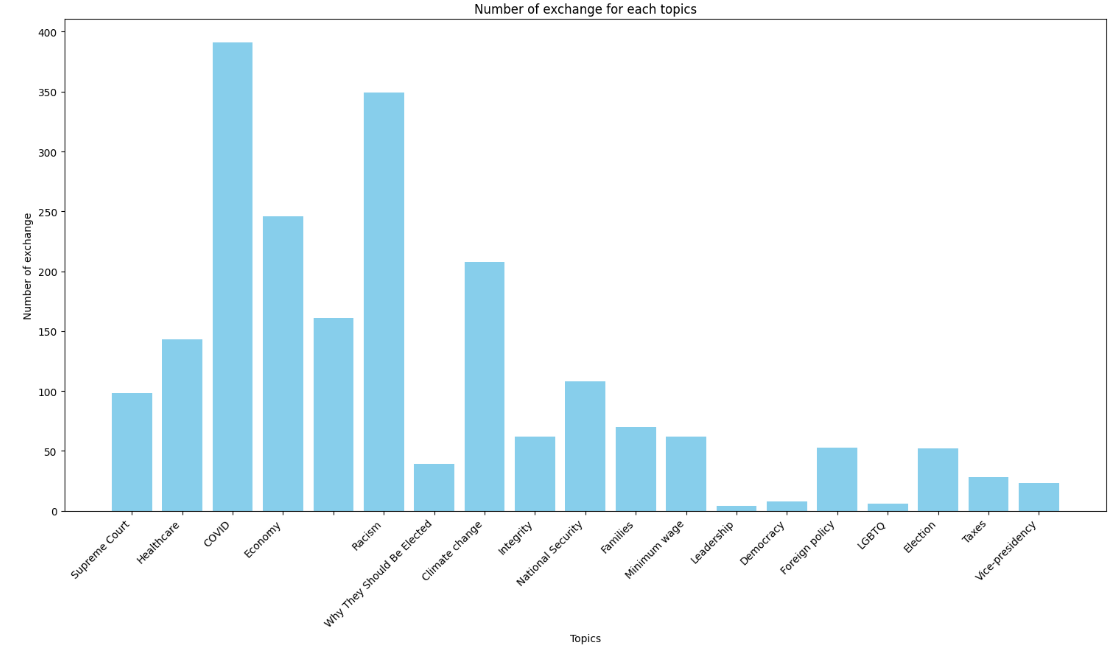 Number of exchange for each topics
400
350
300
250
200
150
100
50
0
Number of exchange
Supreme Court
Healthcare
COVID
Economy
Racism
Why They Should Be Elected
Climate change
Integrity
National Security
Families
Minimum wage
Leadership
Democracy
Foreign policy
LGBTQ
Election
Taxes
Vice-presidency
Topics